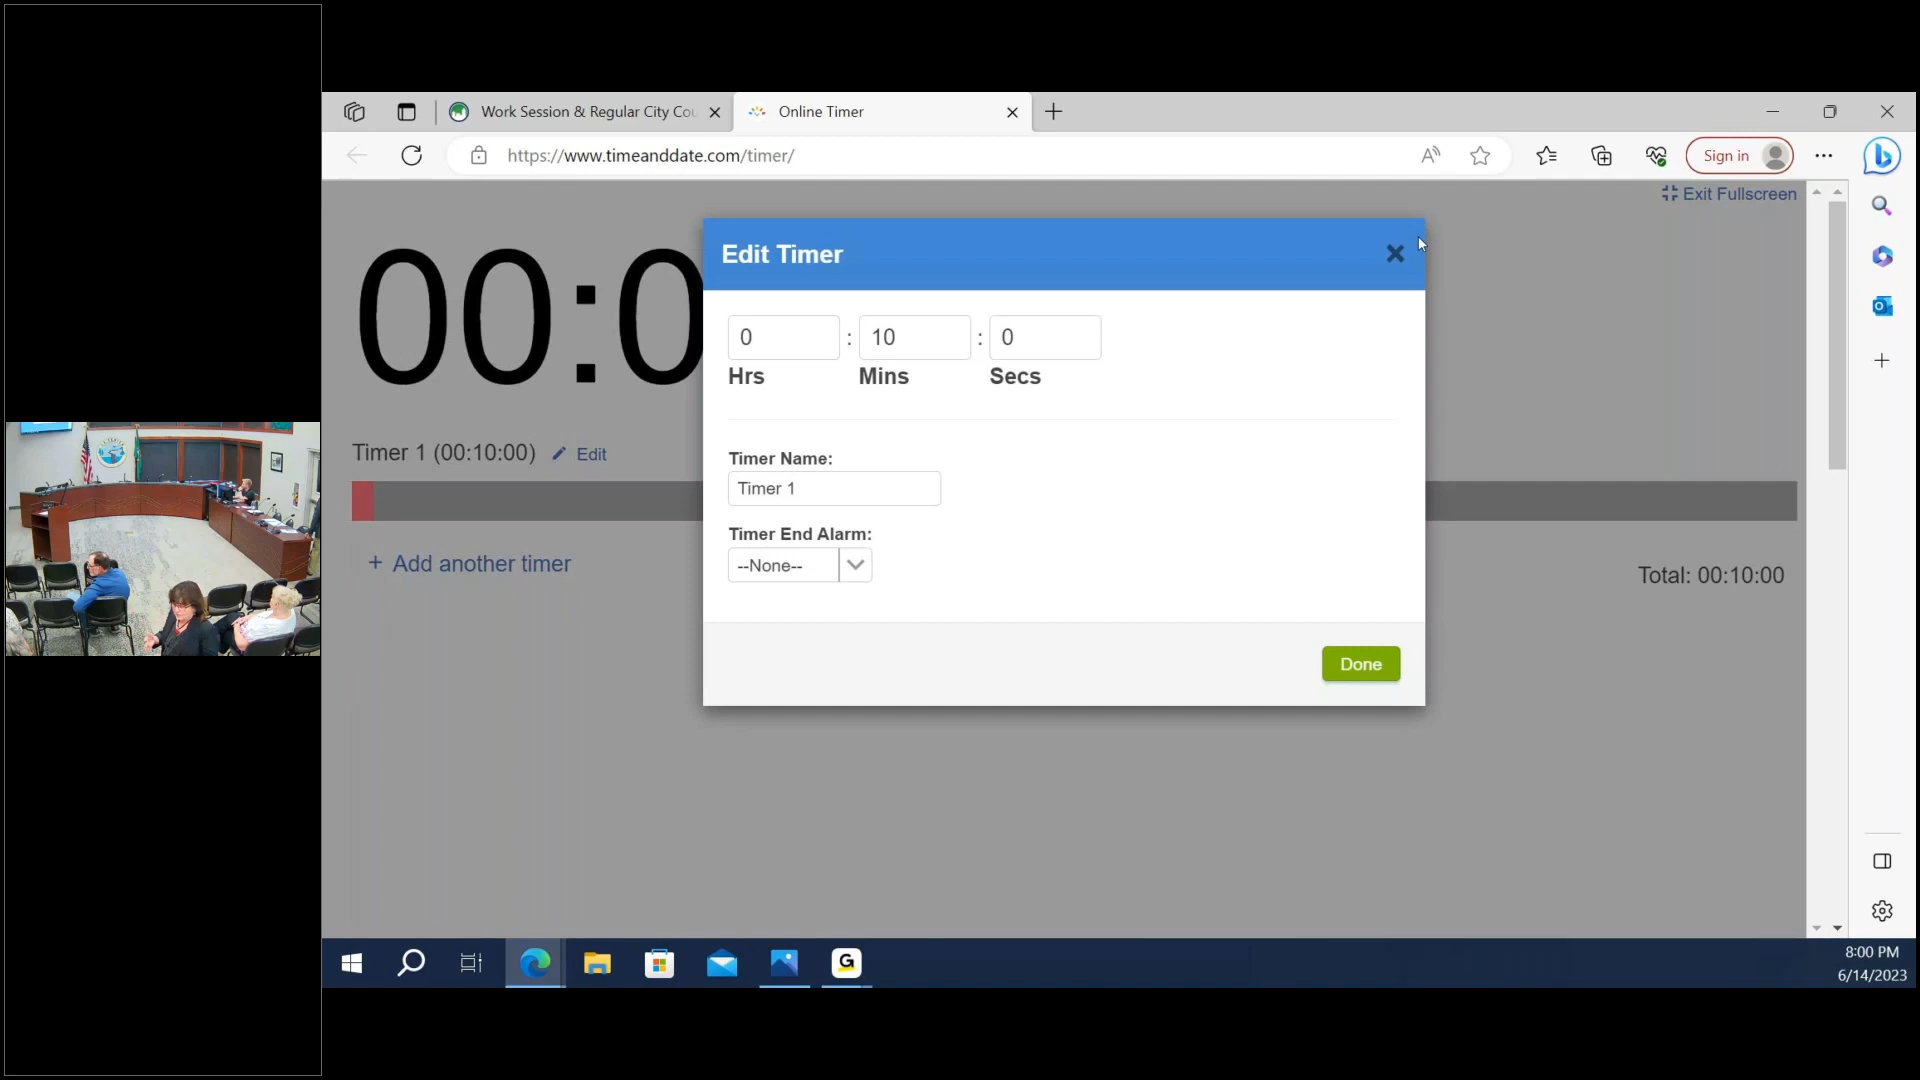 Work Session & Regular City Cou
Online Timer
https://www.timeanddate.com/timer/
Sign in
Exit Fullscreen
00:0
Edit Timer
0 : 10 : 0
Hrs Mins Secs
Timer 1 (00:10:00) Edit
Timer Name:
Timer 1
Timer End Alarm:
--None--
+ Add another timer
Total: 00:10:00
Done
8:00 PM
6/14/2023